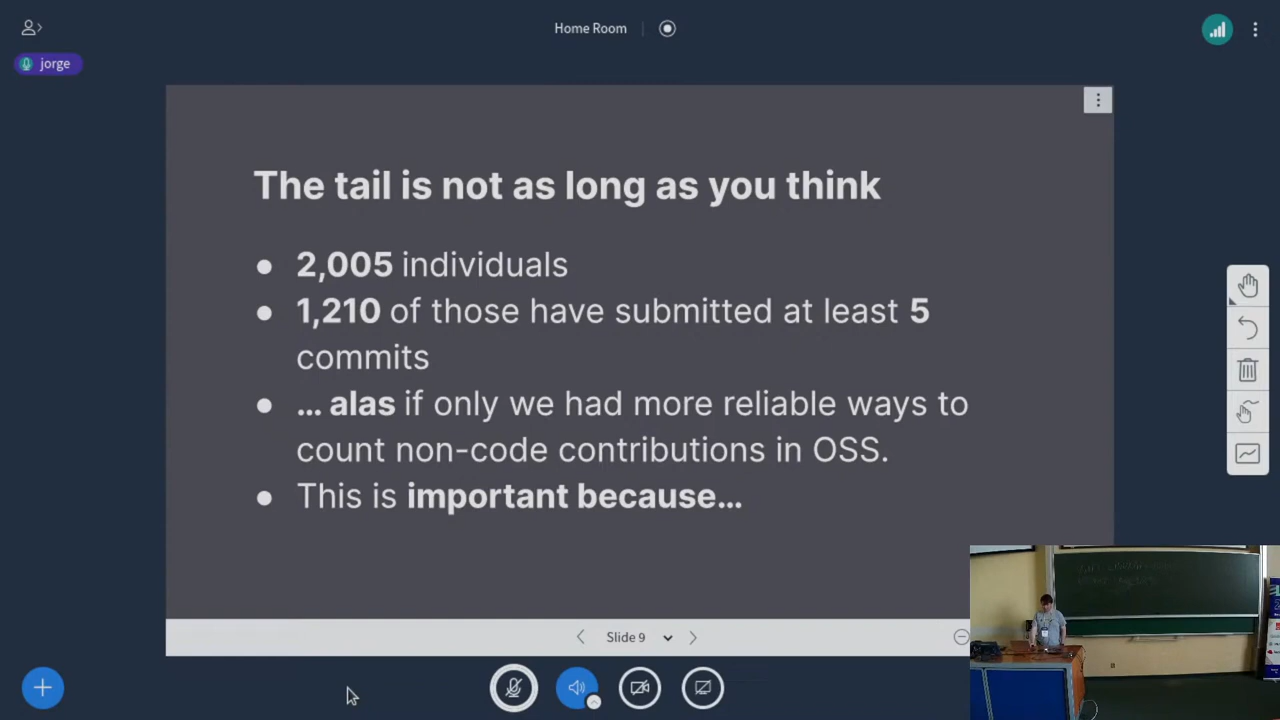 Home Room
jorge
The tail is not as long as you think
● 2,005 individuals
● 1,210 of those have submitted at least 5
commits
● ... alas if only we had more reliable ways to
count non-code contributions in OSS.
● This is important because...
Slide 9